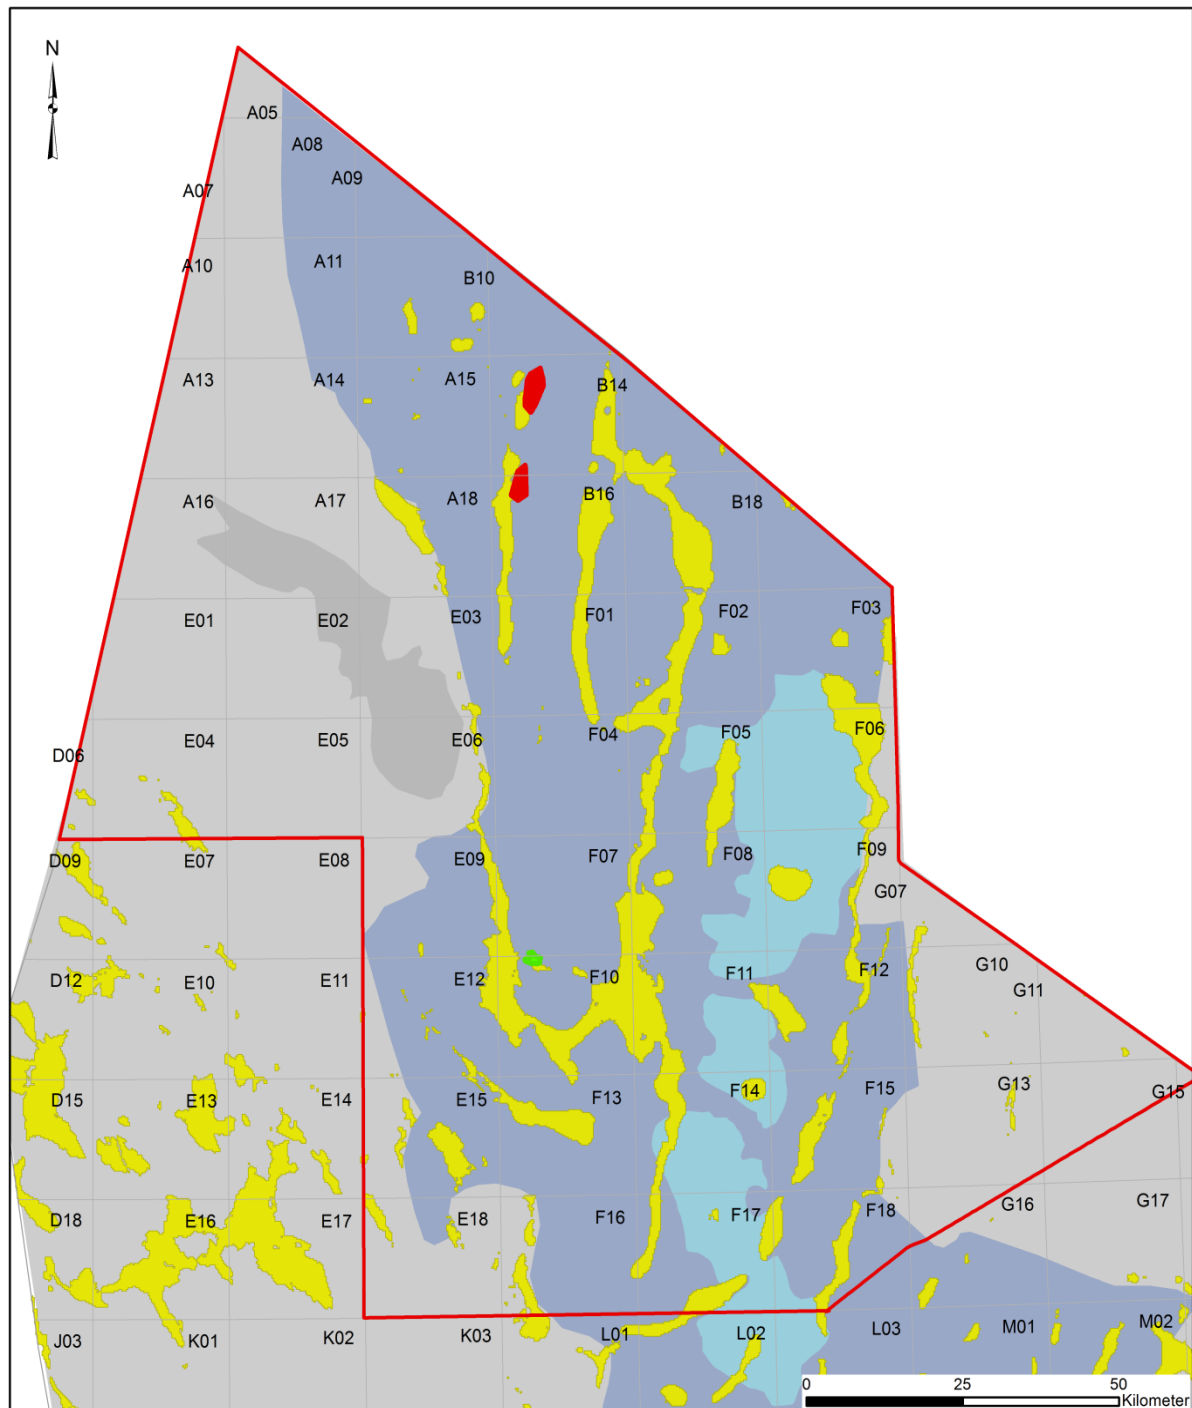 N
A05
A08
A09
A07
A10 A11
B10
A13 A14 A15 B14
A16 A17 A18 B16 B18
E01 E02 E03 F01 F02 F03
D06 E04 E05 E06 F04 F05 F06
D09 E07 E08 E09 F07 F08 F09
G07
D12 E10 E11 E12 F10 F11 F12 G10
G11
D15 E13 E14 E15 F13 F14 F15 G13 G15
D18 E16 E17 E18 F16 F17 F18 G16 G17
J03 K01 K02 K03 L01 L02 L03 M01 M02
0 25 50
Kilometer